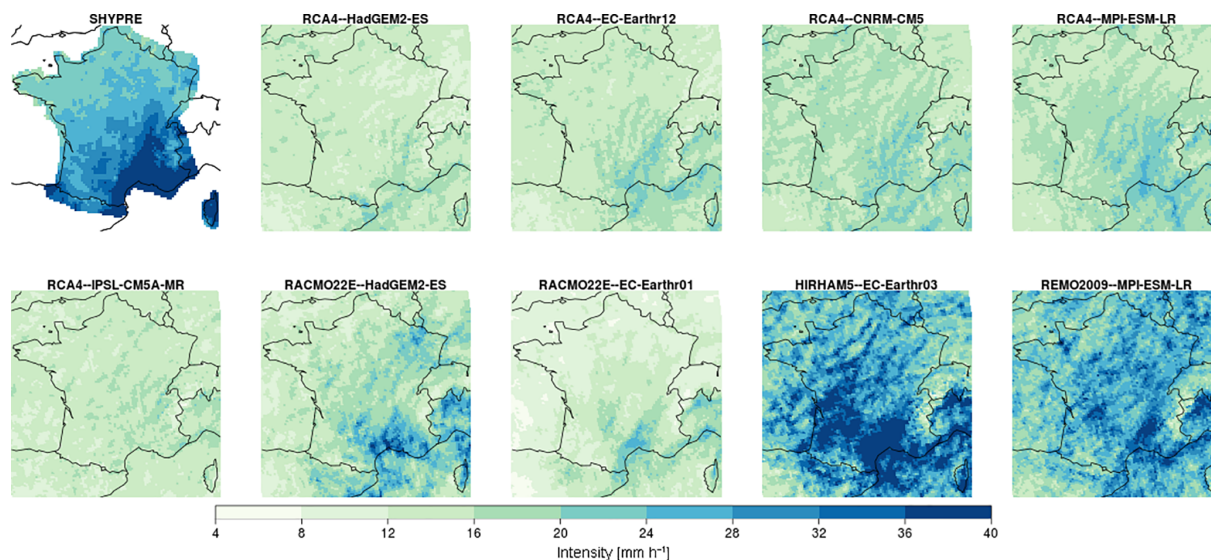 SHYPRE
RCA4--HadGEM2-ES
RCA4--EC-Earthr12
RCA4--CNRM-CM5
RCA4--MPI-ESM-LR
RCA4--IPSL-CM5A-MR
RACMO22E--HadGEM2-ES
RACMO22E--EC-Earthr01
HIRHAM5--EC-Earthr03
REMO2009--MPI-ESM-LR
4 8 12 16 20 24 28 32 36 40
Intensity [mm h⁻¹]